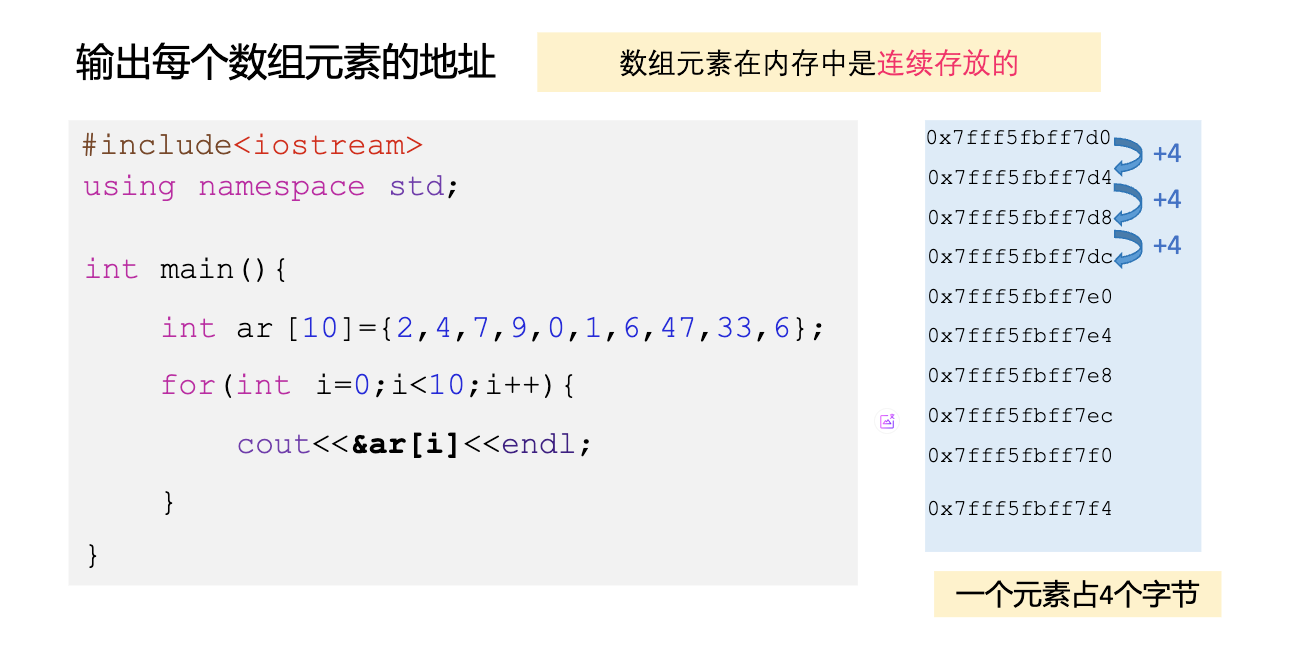 输出每个数组元素的地址
数组元素在内存中是连续存放的
#include<iostream>
using namespace std;
int main(){
int ar[10]={2,4,7,9,0,1,6,47,33,6};
for(int i=0;i<10;i++){
cout<<&ar[i]<<endl;
}
}
0x7fff5fbff7d0
+4
0x7fff5fbff7d4
+4
0x7fff5fbff7d8
+4
0x7fff5fbff7dc
0x7fff5fbff7e0
0x7fff5fbff7e4
0x7fff5fbff7e8
0x7fff5fbff7ec
0x7fff5fbff7f0
0x7fff5fbff7f4
一个元素占4个字节